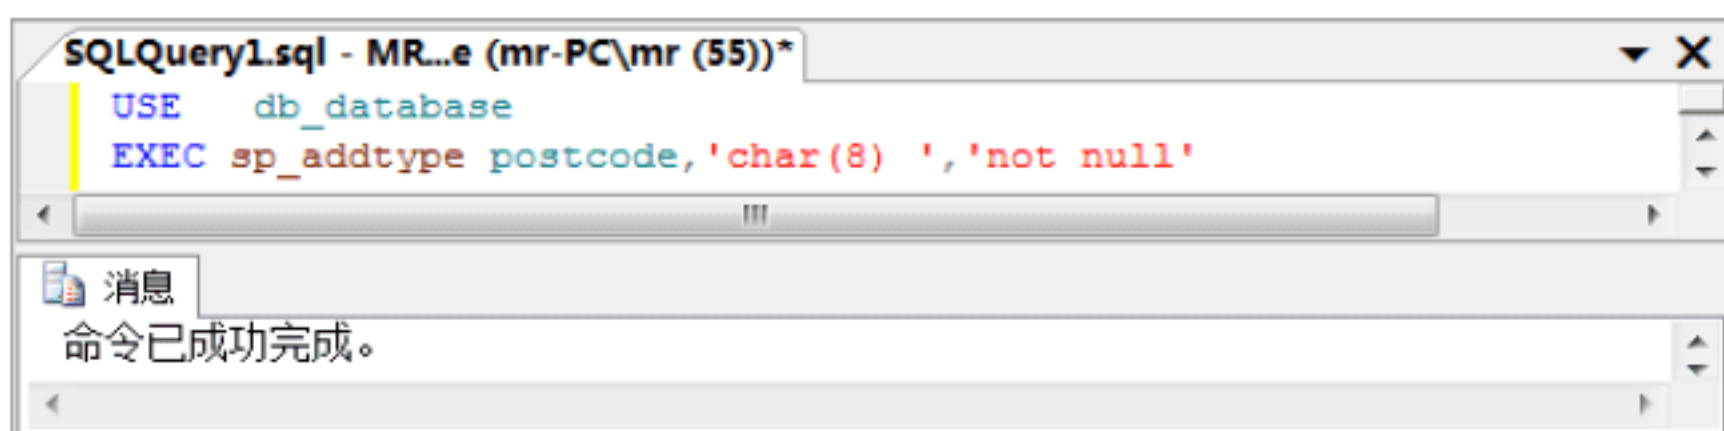 SQLQuery1.sql - MR...e (mr-PC\mr (55))*
USE   db_database
EXEC sp_addtype postcode,'char(8) ','not null'
消息
命令已成功完成。